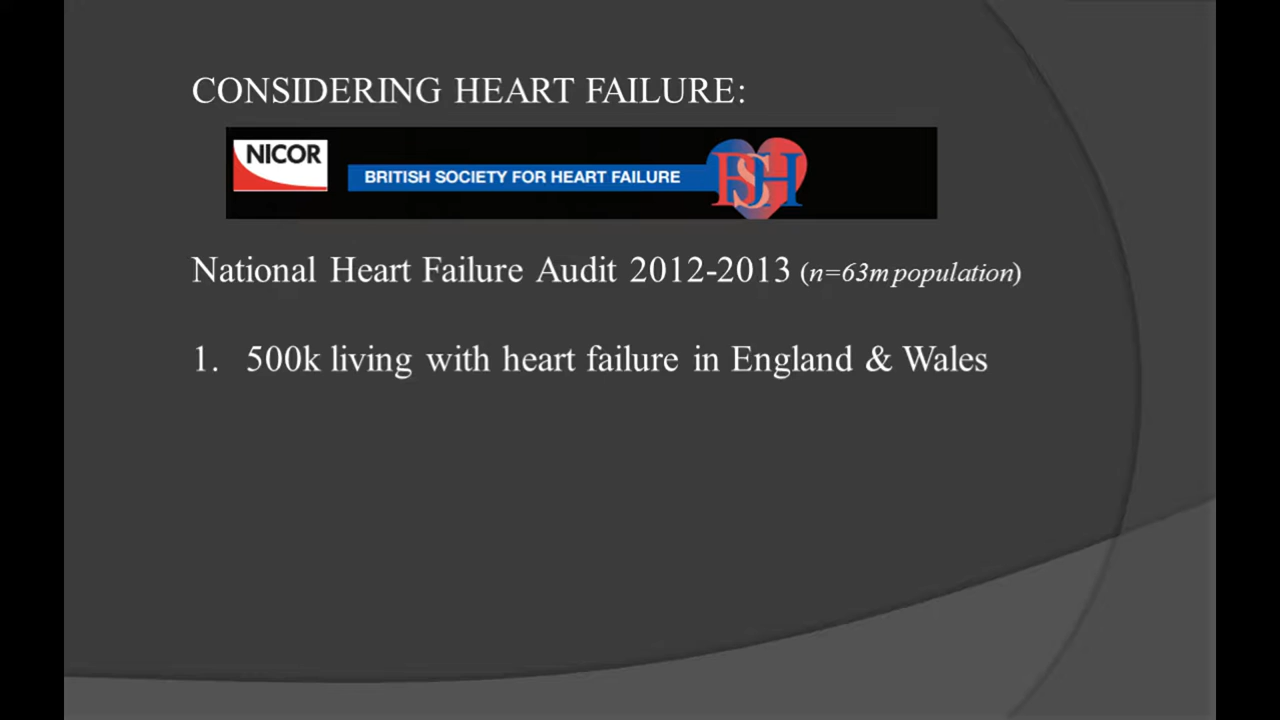 CONSIDERING HEART FAILURE:
NICOR
BRITISH SOCIETY FOR HEART FAILURE
BSH
National Heart Failure Audit 2012-2013 (n=63m population)
1. 500k living with heart failure in England & Wales